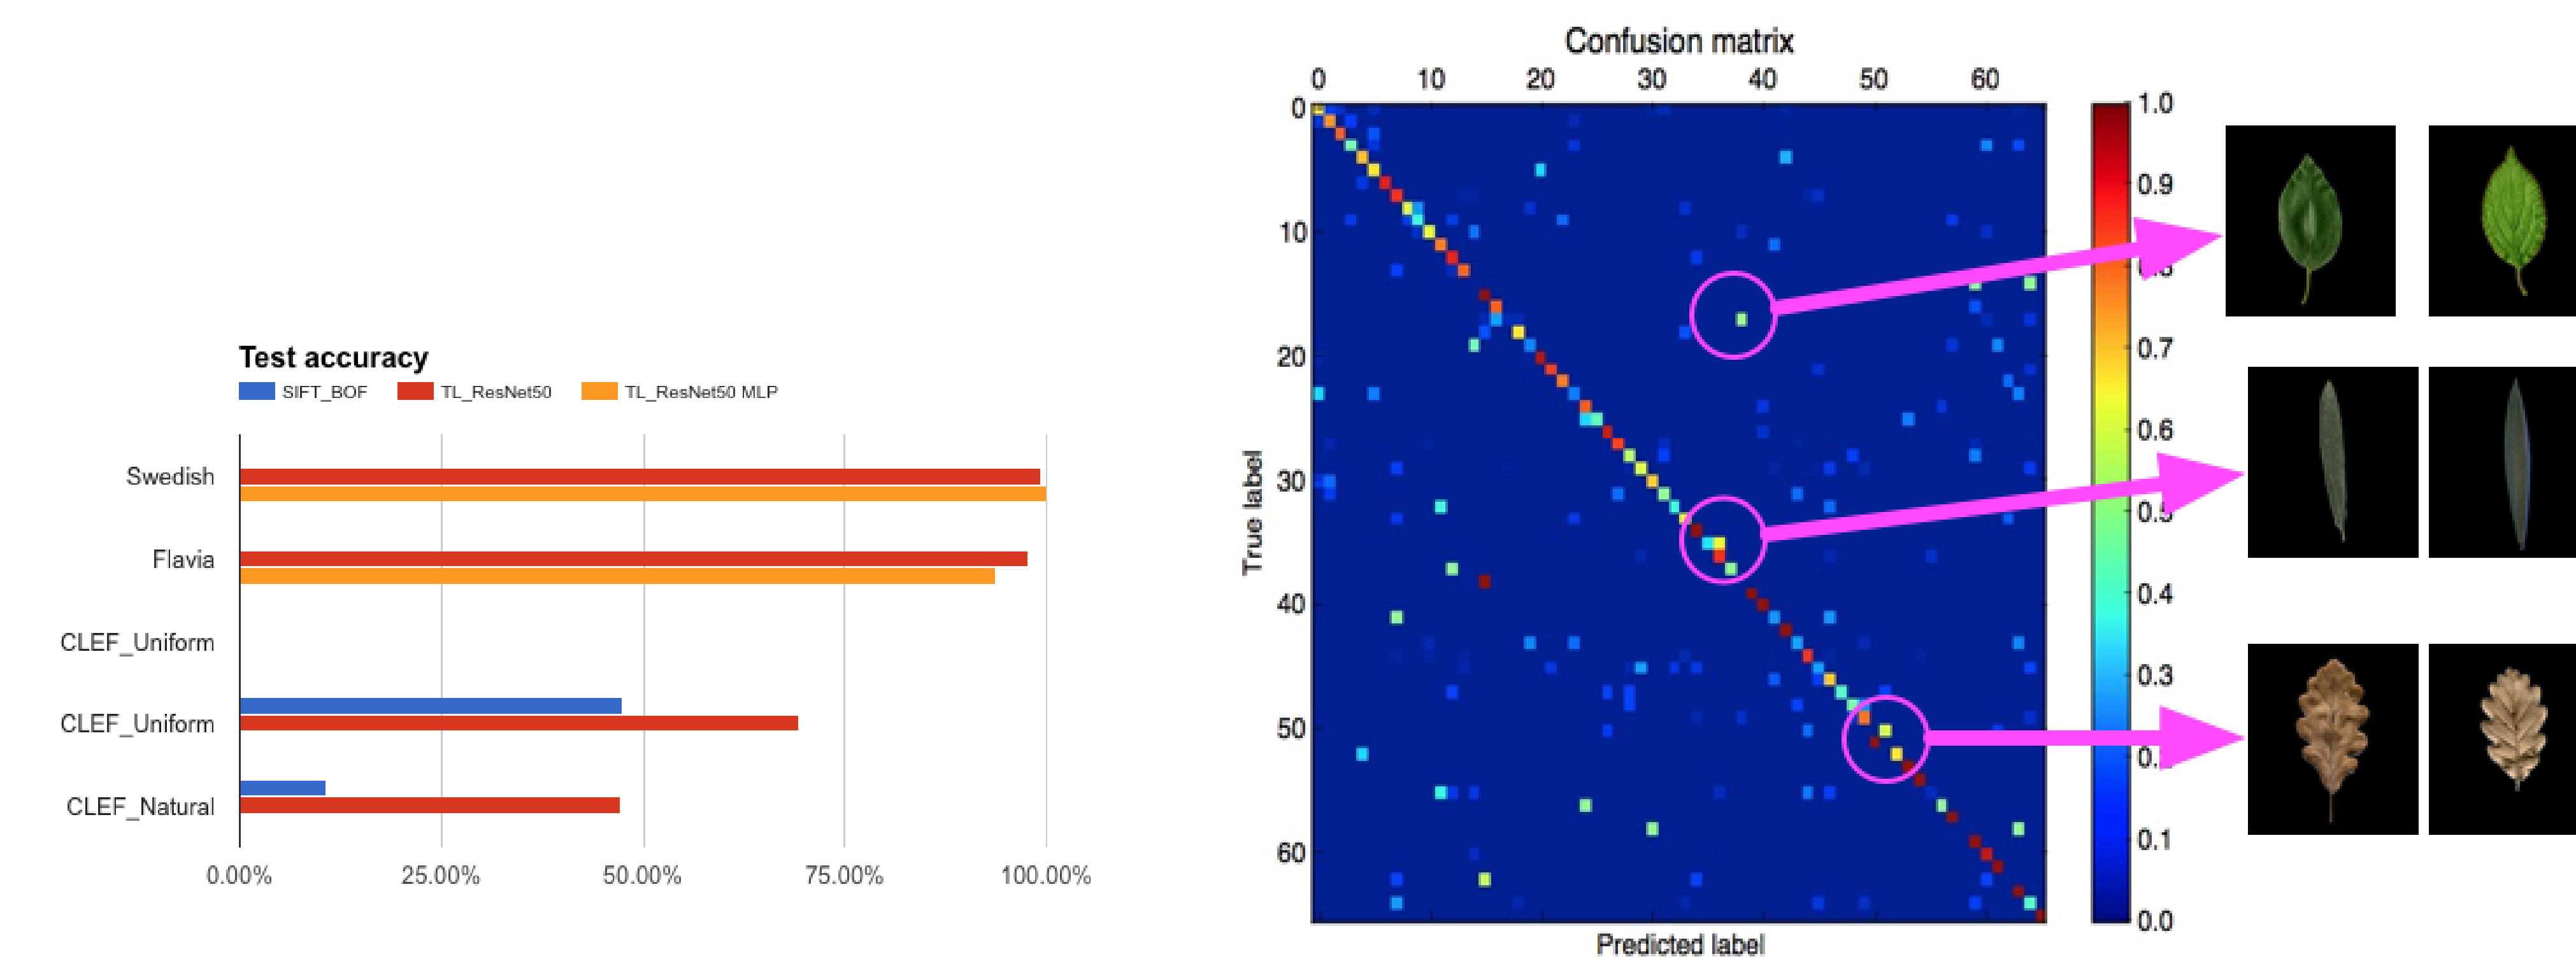 Test accuracy
SIFT_BOF TL_ResNet50 TL_ResNet50 MLP
Swedish
Flavia
CLEF_Uniform
CLEF_Uniform
CLEF_Natural
0.00% 25.00% 50.00% 75.00% 100.00%
Confusion matrix
0 10 20 30 40 50 60
0
10
20
30
40
50
60
True label
Predicted label
1.0
0.9
0.7
0.6
0.5
0.4
0.3
0.1
0.0